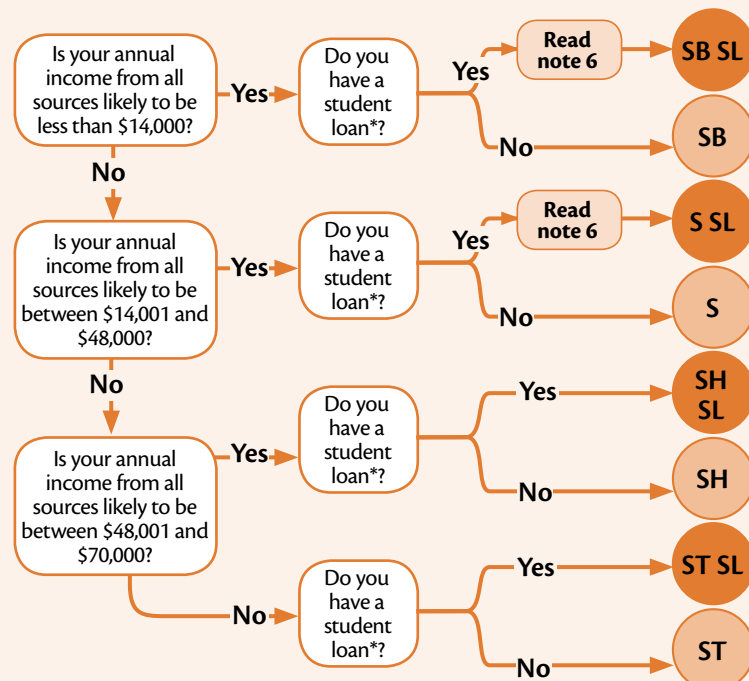 Is your annual
income from all
sources likely to be
less than $14,000?
Yes
Do you
have a
student
loan*?
Yes
Read
note 6
SB SL
No
SB
No
Is your annual
income from all
sources likely to be
between $14,001 and
$48,000?
Yes
Do you
have a
student
loan*?
Yes
Read
note 6
S SL
No
S
No
Is your annual
income from all
sources likely to be
between $48,001 and
$70,000?
Yes
Do you
have a
student
loan*?
Yes
SH
SL
No
SH
No
Do you
have a
student
loan*?
Yes
ST SL
No
ST